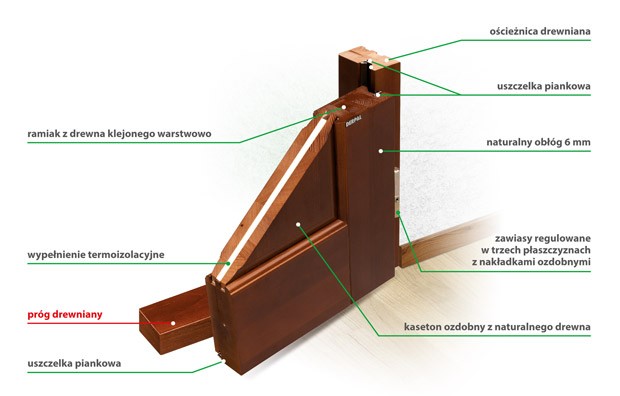 ościeżnica drewniana
uszczelka piankowa
ramiak z drewna klejonego warstwowo
DERPAL
naturalny obłóg 6 mm
zawiasy regulowane
w trzech płaszczyznach
z nakładkami ozdobnymi
wypełnienie termoizolacyjne
próg drewniany
kaseton ozdobny z naturalnego drewna
uszczelka piankowa